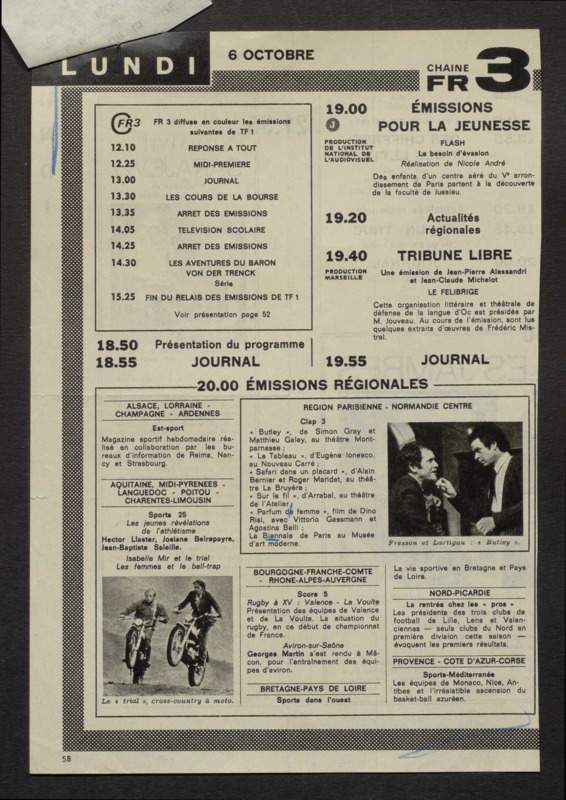 LUNDI
6 OCTOBRE
CHAINE
FR 3
FR3
FR 3 diffuse en couleur les émissions
suivantes de TF1
12.10 REPONSE A TOUT
12.25 MIDI-PREMIERE
13.00 JOURNAL
13.30 LES COURS DE LA BOURSE
13.35 ARRET DES EMISSIONS
14.05 TELEVISION SCOLAIRE
14.25 ARRET DES EMISSIONS
14.30 LES AVENTURES DU BARON
VON DER TRENCK
Série
15.25 FIN DU RELAIS DES EMISSIONS DE TF1
Voir présentation page 52
18.50 Présentation du programme
18.55 JOURNAL
19.00 ÉMISSIONS
POUR LA JEUNESSE
J
PRODUCTION
DE L'INSTITUT
NATIONAL DE
L'AUDIOVISUEL
FLASH
Le besoin d'évasion
Réalisation de Nicole André
Des enfants d'un centre aéré du Ve arron-
dissement de Paris partent à la découverte
de la faculté de Jussieu.
19.20 Actualités
régionales
19.40 TRIBUNE LIBRE
PRODUCTION
MARSEILLE
Une émission de Jean-Pierre Alessandri
et Jean-Claude Michelot
LE FELIBRIGE
Cette organisation littéraire et théâtrale de
défense de la langue d'Oc est présidée par
M. Jouveau. Au cours de l'émission, sont lus
quelques extraits d'œuvres de Frédéric Mis-
tral.
19.55 JOURNAL
20.00 ÉMISSIONS RÉGIONALES
ALSACE, LORRAINE -
CHAMPAGNE - ARDENNES
Est-sport
Magazine sportif hebdomadaire réa-
lisé en collaboration par les bu-
reaux d'information de Reims, Nan-
cy et Strasbourg.
AQUITAINE, MIDI-PYRENEES -
LANGUEDOC - POITOU -
CHARENTES-LIMOUSIN
Sports 25
Les jeunes révélations
de l'athlétisme
Hector Llaster, Josiane Belrepayre,
Jean-Baptiste Saleille.
Isabelle Mir et le trial
Les femmes et le ball-trap
Le « trial », cross-country à moto.
REGION PARISIENNE - NORMANDIE CENTRE
Clap 3
« Butley », de Simon Gray et
Matthieu Galey, au théâtre Mont-
parnasse ;
« Le Tableau », d'Eugène Ionesco,
au Nouveau Carré ;
« Safari dans un placard », d'Alain
Bernier et Roger Maridat, au théâ-
tre La Bruyère ;
« Sur le fil », d'Arrabal, au théâtre
de l'Atelier ;
« Parfum de femme », film de Dino
Risi, avec Vittorio Gassmann et
Agostina Belli ;
La Biennale de Paris au Musée
d'art moderne.
Fresson et Lartigau : « Butley ».
BOURGOGNE-FRANCHE-COMTE
- RHONE-ALPES-AUVERGNE
Score 5
Rugby à XV : Valence - La Voulte
Présentation des équipes de Valence
et de La Voulte. La situation du
rugby, en ce début de championnat
de France.
Aviron-sur-Saône
Georges Martin s'est rendu à Mâ-
con, pour l'entraînement des équi-
pes d'aviron.
BRETAGNE-PAYS DE LOIRE
Sports dans l'ouest
La vie sportive en Bretagne et Pays
de Loire.
NORD-PICARDIE
La rentrée chez les « pros »
Les présidents des trois clubs de
football de Lille, Lens et Valen-
ciennes — seuls clubs du Nord en
première division cette saison —
évoquent les premiers résultats.
PROVENCE - COTE D'AZUR-CORSE
Sports-Méditerranée
Les équipes de Monaco, Nice, An-
tibes et l'irrésistible ascension du
basket-ball azuréen.
58